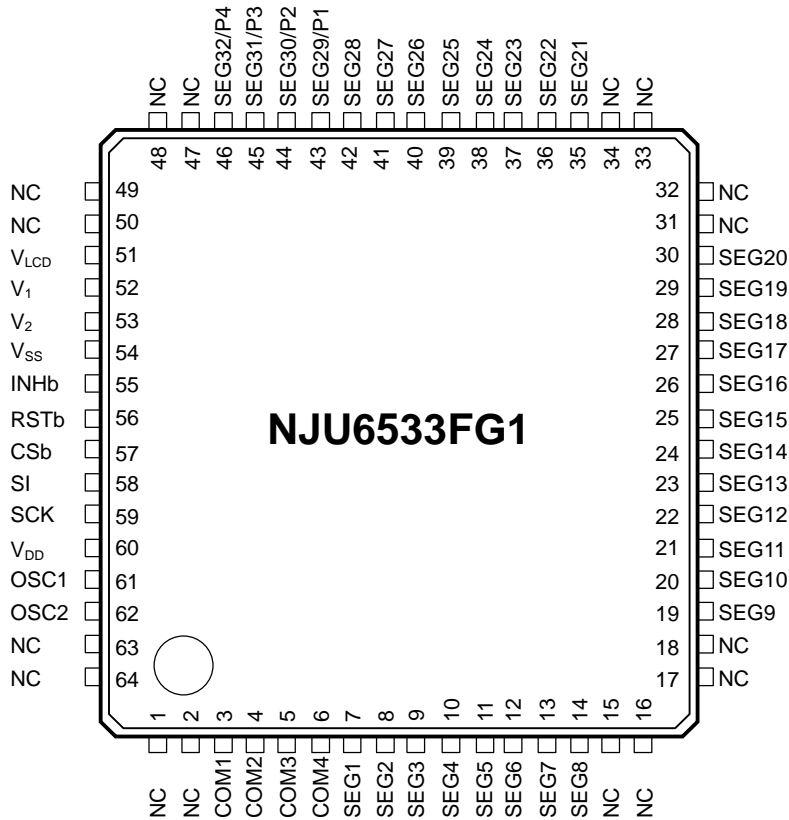 NC NC SEG32/P4 SEG31/P3 SEG30/P2 SEG29/P1 SEG28 SEG27 SEG26 SEG25 SEG24 SEG23 SEG22 SEG21 NC NC
48 47 46 45 44 43 42 41 40 39 38 37 36 35 34 33
NC 49 32 NC
NC 50 31 NC
VLCD 51 30 SEG20
V1 52 29 SEG19
V2 53 28 SEG18
VSS 54 27 SEG17
INHb 55 26 SEG16
RSTb 56 NJU6533FG1 25 SEG15
CSb 57 24 SEG14
SI 58 23 SEG13
SCK 59 22 SEG12
VDD 60 21 SEG11
OSC1 61 20 SEG10
OSC2 62 19 SEG9
NC 63 18 NC
NC 64 17 NC
1 2 3 4 5 6 7 8 9 10 11 12 13 14 15 16
NC NC COM1 COM2 COM3 COM4 SEG1 SEG2 SEG3 SEG4 SEG5 SEG6 SEG7 SEG8 NC NC